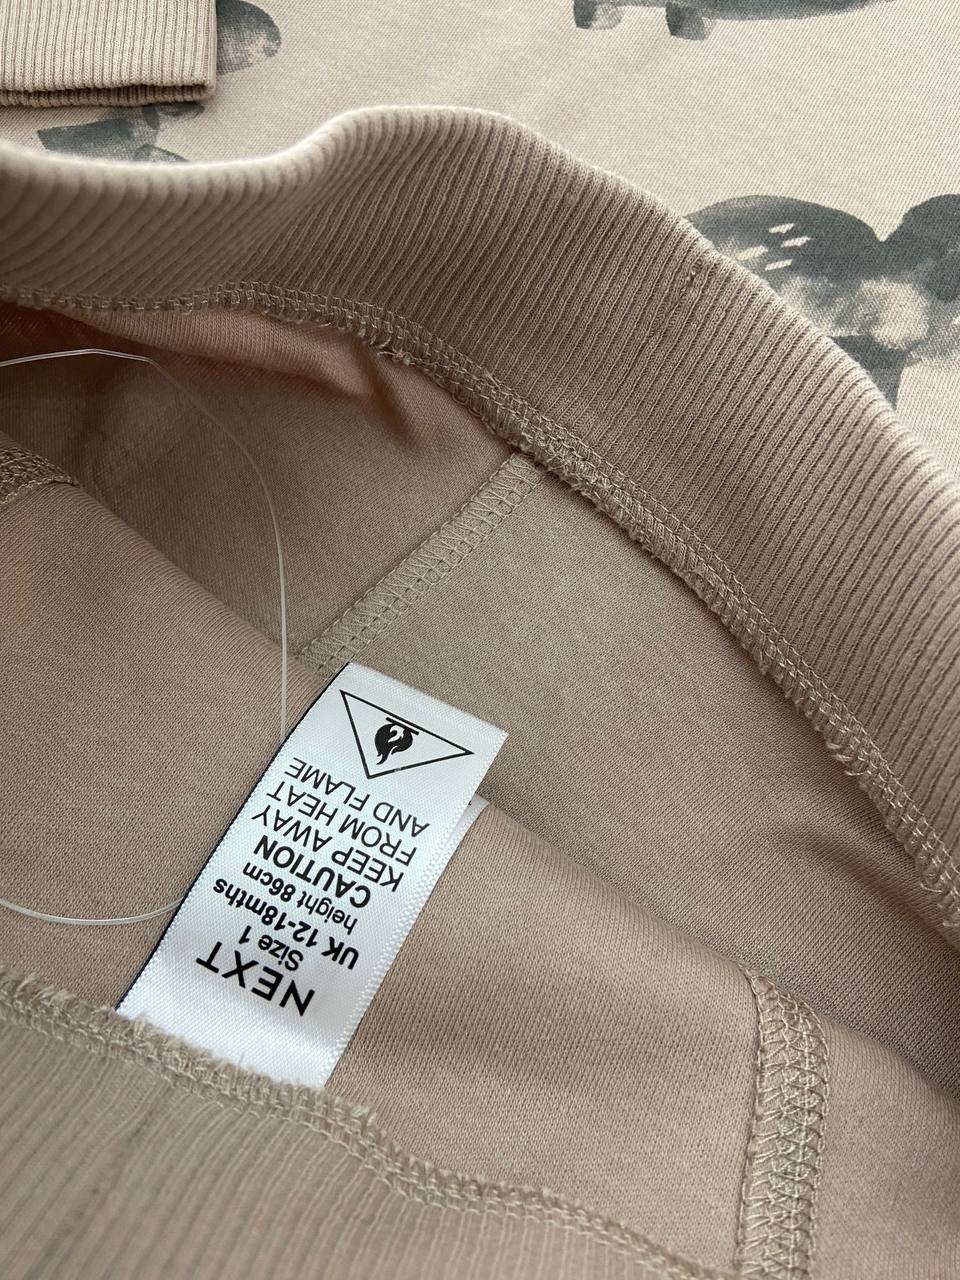 NEXT
Size 1
UK 12-18mths
height 86cm
CAUTION
KEEP AWAY
FROM HEAT
AND FLAME